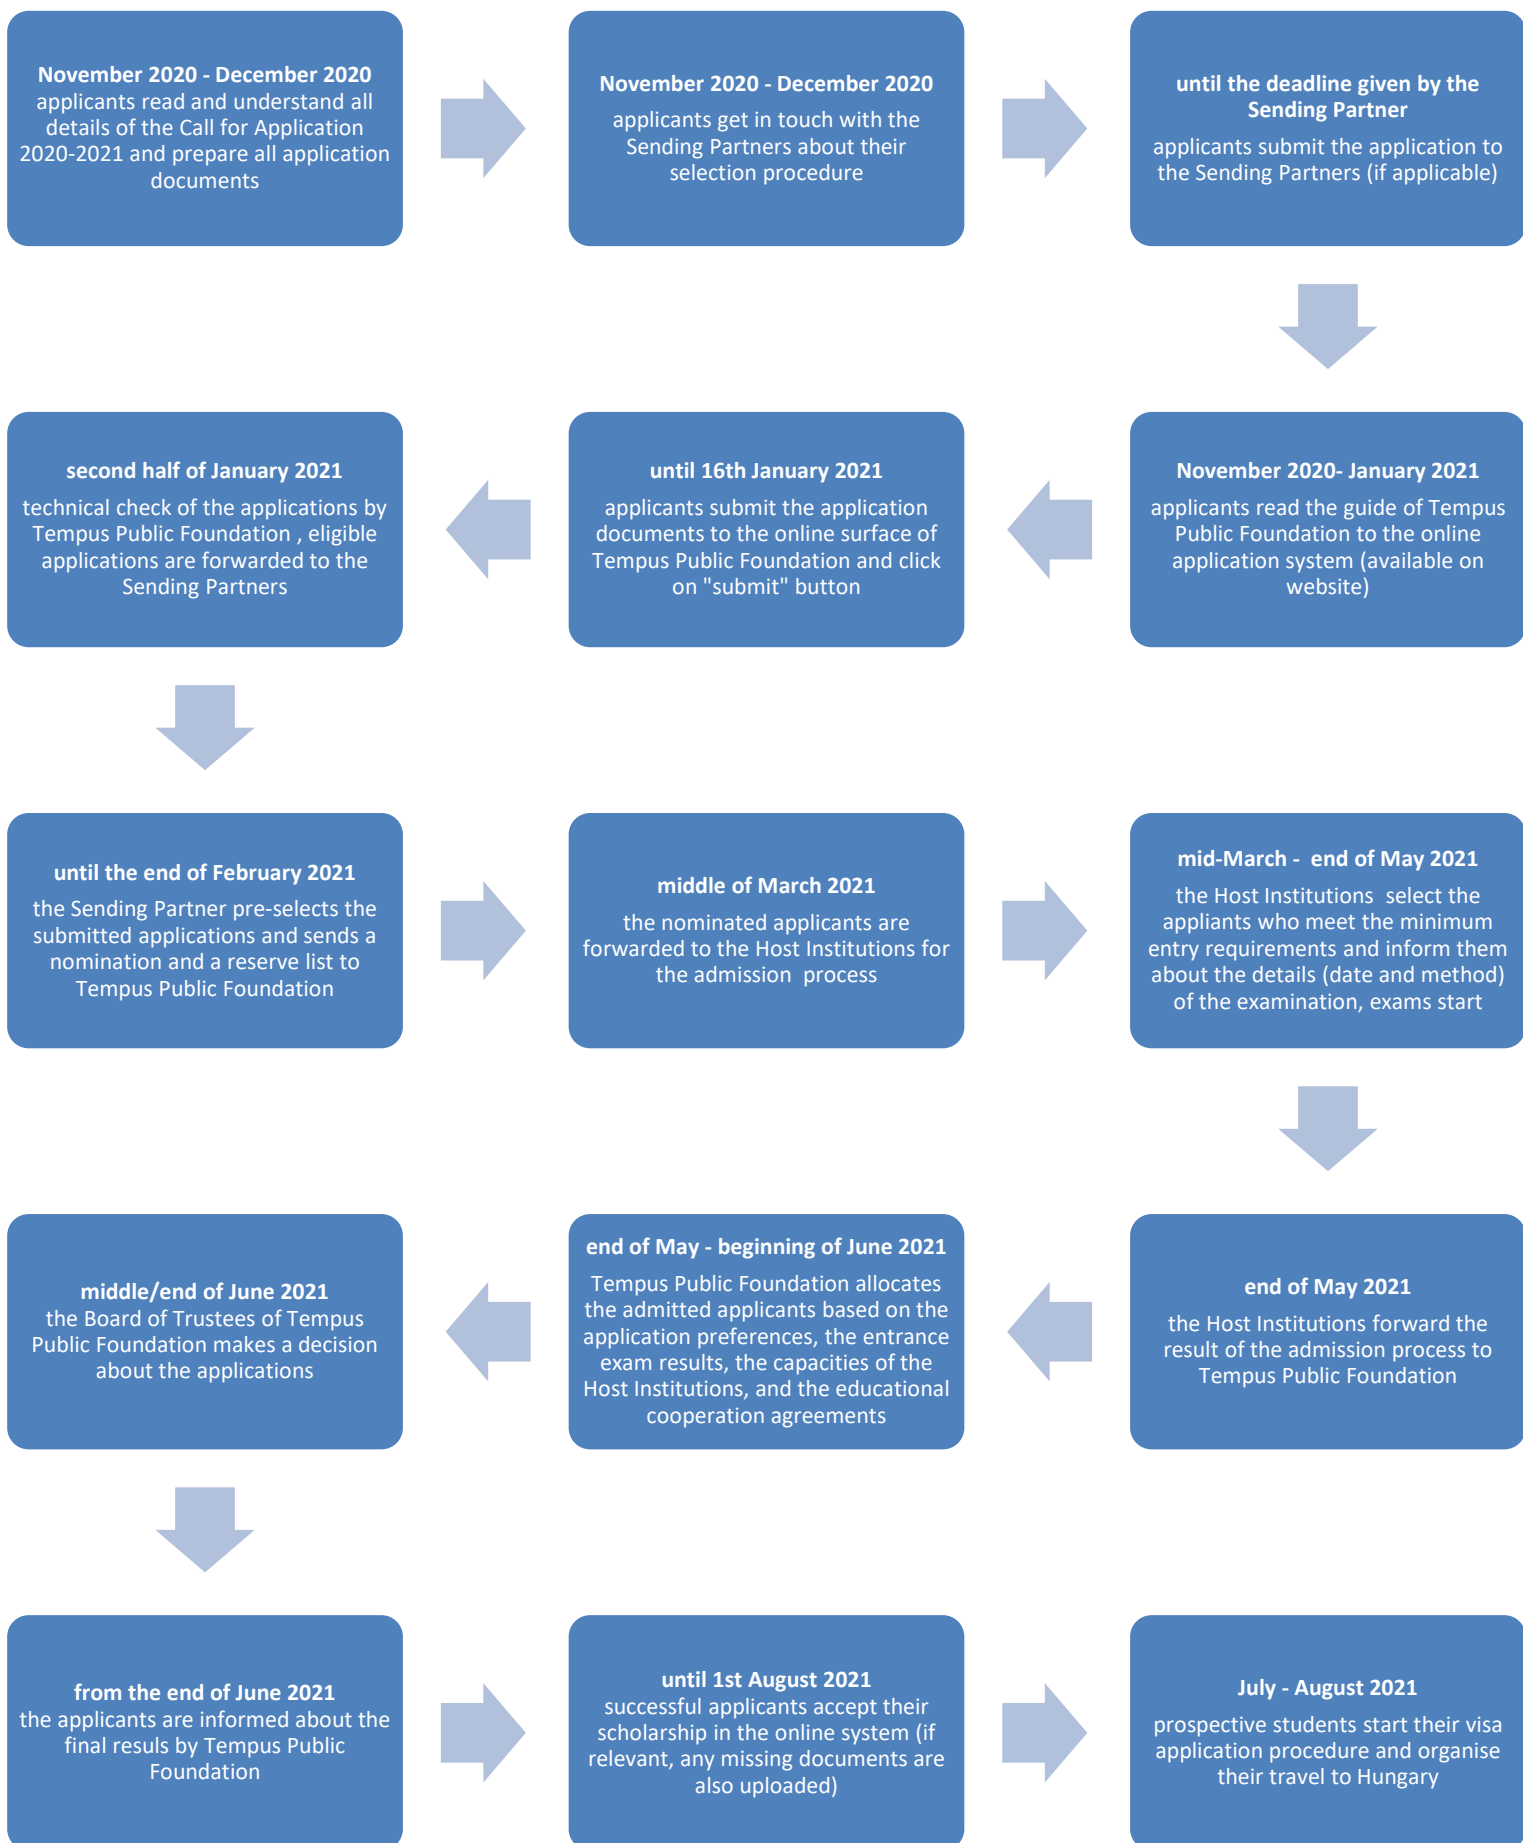 November 2020 - December 2020
applicants read and understand all
details of the Call for Application
2020-2021 and prepare all application
documents
November 2020 - December 2020
applicants get in touch with the
Sending Partners about their
selection procedure
until the deadline given by the
Sending Partner
applicants submit the application to
the Sending Partners (if applicable)
November 2020- January 2021
applicants read the guide of Tempus
Public Foundation to the online
application system (available on
website)
until 16th January 2021
applicants submit the application
documents to the online surface of
Tempus Public Foundation and click
on "submit" button
second half of January 2021
technical check of the applications by
Tempus Public Foundation , eligible
applications are forwarded to the
Sending Partners
until the end of February 2021
the Sending Partner pre-selects the
submitted applications and sends a
nomination and a reserve list to
Tempus Public Foundation
middle of March 2021
the nominated applicants are
forwarded to the Host Institutions for
the admission process
mid-March - end of May 2021
the Host Institutions select the
appliants who meet the minimum
entry requirements and inform them
about the details (date and method)
of the examination, exams start
end of May 2021
the Host Institutions forward the
result of the admission process to
Tempus Public Foundation
end of May - beginning of June 2021
Tempus Public Foundation allocates
the admitted applicants based on the
application preferences, the entrance
exam results, the capacities of the
Host Institutions, and the educational
cooperation agreements
middle/end of June 2021
the Board of Trustees of Tempus
Public Foundation makes a decision
about the applications
from the end of June 2021
the applicants are informed about the
final resuls by Tempus Public
Foundation
until 1st August 2021
successful applicants accept their
scholarship in the online system (if
relevant, any missing documents are
also uploaded)
July - August 2021
prospective students start their visa
application procedure and organise
their travel to Hungary